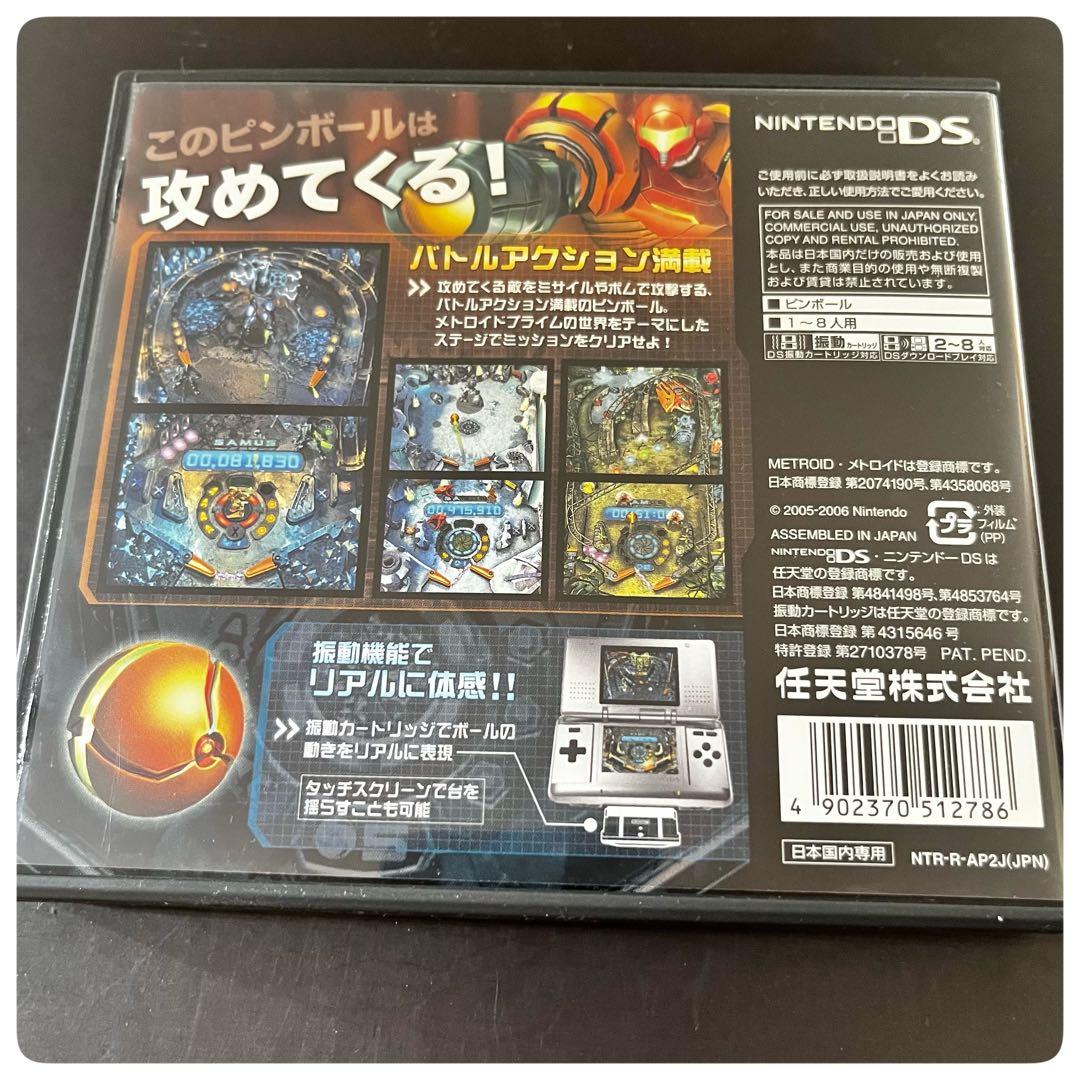 このピンボールは
攻めてくる!
バトルアクション満載
攻めてくる敵をミサイルやボムで攻撃する、
バトルアクション満載のピンボール。
メトロイドプライムの世界をテーマにした
ステージでミッションをクリアせよ!
SAMUS
00,081,830
00,475,910
振動機能で
リアルに体感!!
振動カートリッジでボールの
動きをリアルに表現
タッチスクリーンで台を
揺らすことも可能
NINTENDO DS
ご使用前に必ず取扱説明書をよくお読み
いただき、正しい使用方法でご愛用ください。
FOR SALE AND USE IN JAPAN ONLY.
COMMERCIAL USE, UNAUTHORIZED
COPY AND RENTAL PROHIBITED.
本品は日本国内だけの販売および使用
とし、また商業目的の使用や無断複製
および賃貸は禁止されています。
■ピンボール
■1〜8人用
振動カートリッジ
DS振動カートリッジ対応
2〜8人対応
DSダウンロードプレイ対応
METROID・メトロイドは登録商標です。
日本商標登録 第2074190号、第4358068号
© 2005-2006 Nintendo
ASSEMBLED IN JAPAN
プラ
:外装
フィルム
(PP)
NINTENDO DS・ニンテンドーDSは
任天堂の登録商標です。
日本商標登録 第4841498号、第4853764号
振動カートリッジは任天堂の登録商標です。
日本商標登録 第4315646号
特許登録 第2710378号 PAT. PEND.
任天堂株式会社
4 902370 512786
日本国内専用
NTR-R-AP2J(JPN)